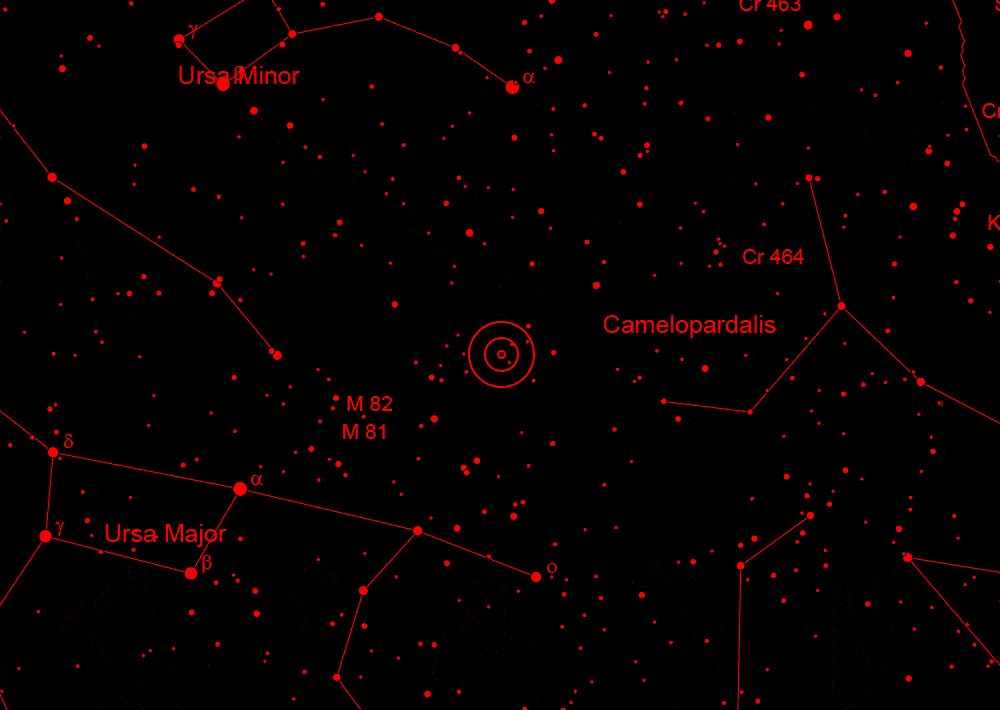 Cr 463
γ
β
Ursa Minor
α
Cr 464
Camelopardalis
M 82
M 81
δ
α
γ
Ursa Major
β
ο